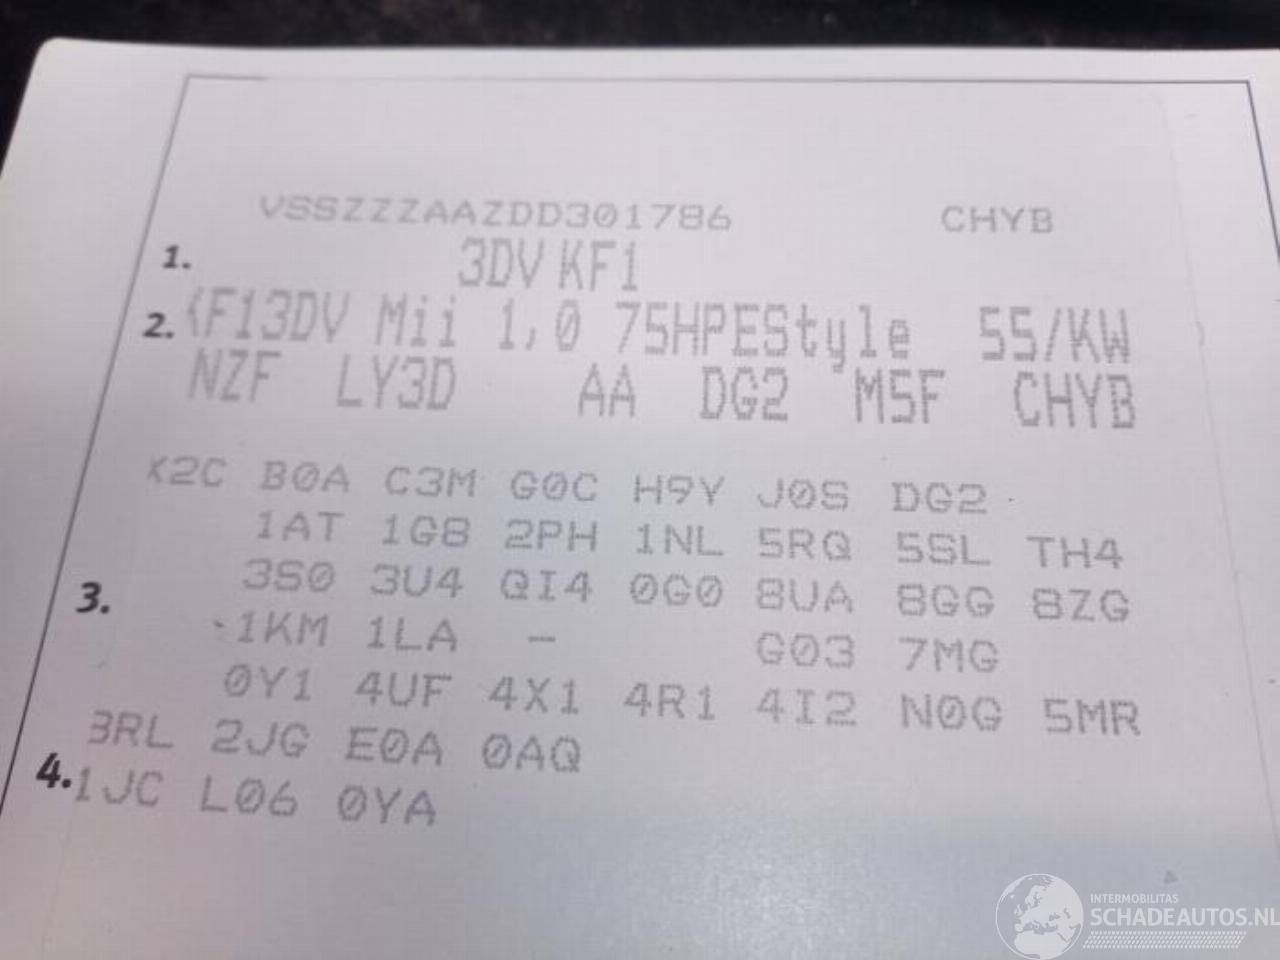 VSSZZZAAZDD301786 CHYB
1. 3DV KF1
2. KF13DV Mii 1,0 75HPEStyle 55/KW
NZF LY3D AA DG2 M5F CHYB
X2C B0A C3M G0C H9Y J0S DG2
1AT 1G8 2PH 1NL 5RQ 5SL TH4
3S0 3U4 QI4 0G0 8UA 8GG 8ZG
3. 1KM 1LA - G03 7MG
0Y1 4UF 4X1 4R1 4I2 N0G 5MR
3RL 2JG E0A 0AQ
4. 1JC L06 0YA
INTERMOBILITAS
SCHADEAUTOS.NL